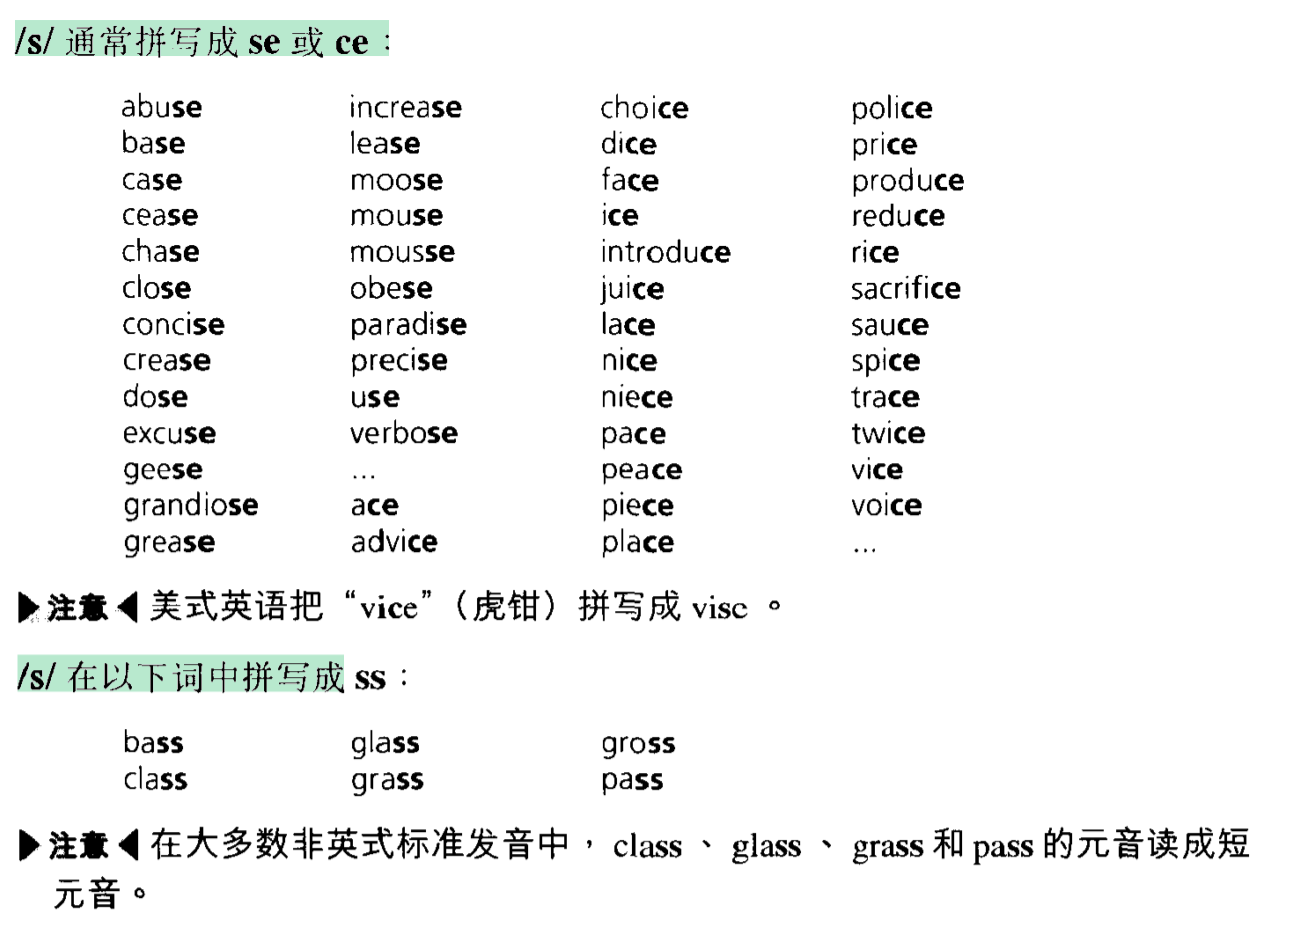 /s/ 通常拼写成 se 或 ce：
abuse increase choice police
base lease dice price
case moose face produce
cease mouse ice reduce
chase mousse introduce rice
close obese juice sacrifice
concise paradise lace sauce
crease precise nice spice
dose use niece trace
excuse verbose pace twice
geese ... peace vice
grandiose ace piece voice
grease advice place ...
▶注意◀ 美式英语把“vice”（虎钳）拼写成 vise 。
/s/ 在以下词中拼写成 ss：
bass glass gross
class grass pass
▶注意◀ 在大多数非英式标准发音中，class、glass、grass 和 pass 的元音读成短
元音。